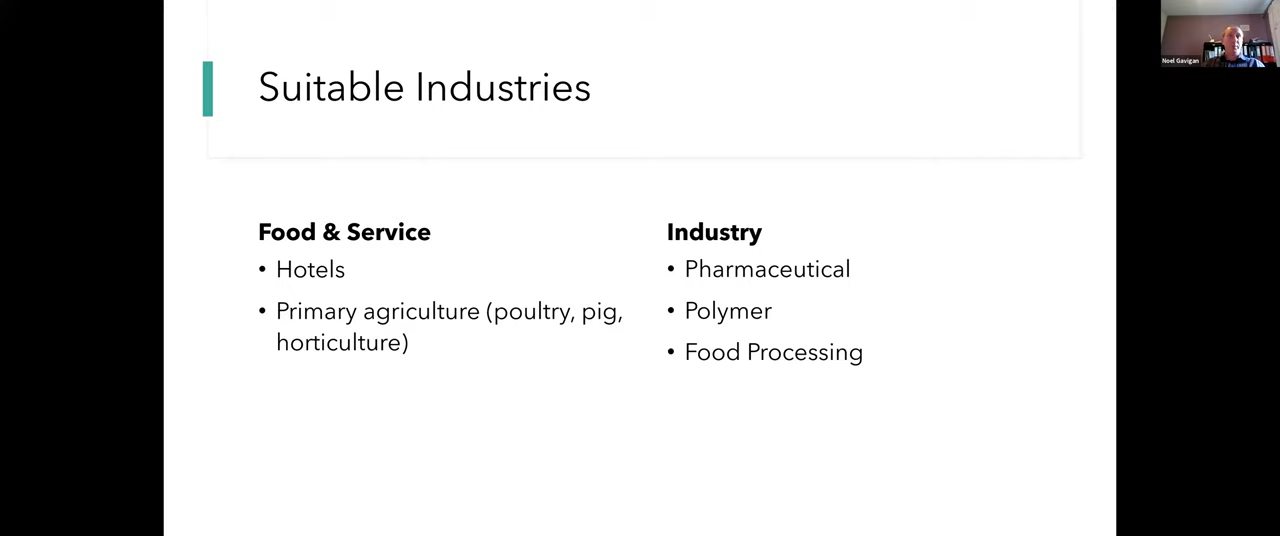 Suitable Industries
Noel Gavigan
Food & Service
• Hotels
• Primary agriculture (poultry, pig,
horticulture)
Industry
• Pharmaceutical
• Polymer
• Food Processing